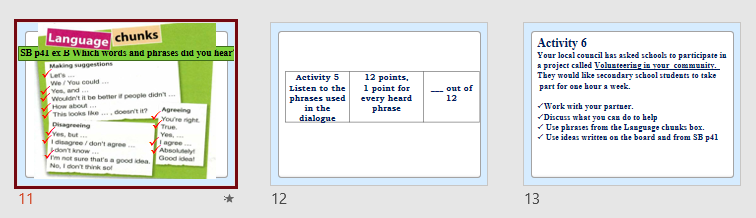 Language chunks
SB p41 ex B Which words and phrases did you hear?
Making suggestions
Let's ...
We / You could ...
Yes, and ...
Wouldn't it be better if people didn't ...
How about ...
This looks like ... , doesn't it?
Agreeing
You're right.
True.
Yes, ...
I agree ...
Absolutely!
Good idea!
Disagreeing
Yes, but ...
I disagree / don't agree ...
I don't know ...
I'm not sure that's a good idea.
No, I don't think so!
11
Activity 5
Listen to the
phrases used
in the
dialogue
12 points,
1 point for
every heard
phrase
___ out of
12
12
Activity 6
Your local council has asked schools to participate in
a project called Volunteering in your community.
They would like secondary school students to take
part for one hour a week.
✓Work with your partner.
✓Discuss what you can do to help
✓ Use phrases from the Language chunks box.
✓ Use ideas written on the board and from SB p41
13